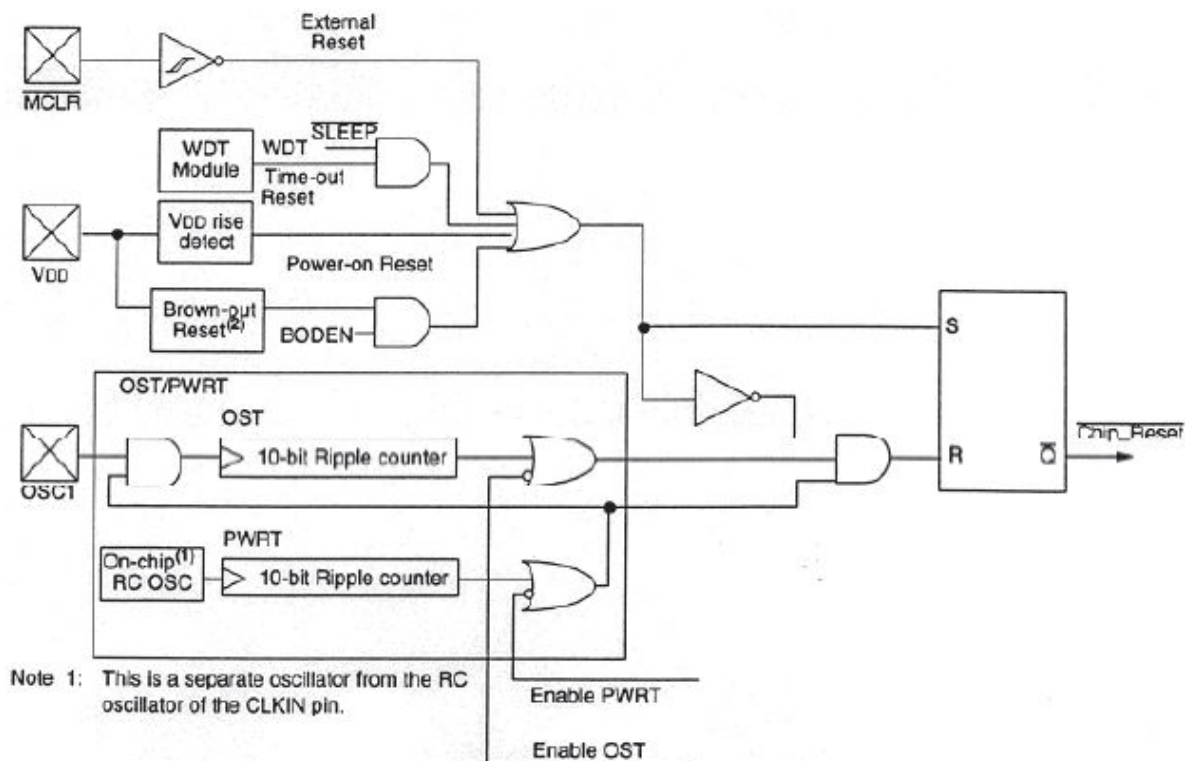 External
Reset
MCLR
SLEEP
WDT
Module
WDT
Time-out
Reset
VDD rise
detect
VDD
Power-on Reset
Brown-out
Reset(2)
BODEN
S
OST/PWRT
OST
10-bit Ripple counter
OSC1
Chip_Reset
R
Q
PWRT
On-chip(1)
RC OSC
10-bit Ripple counter
Note 1: This is a separate oscillator from the RC
oscillator of the CLKIN pin.
Enable PWRT
Enable OST